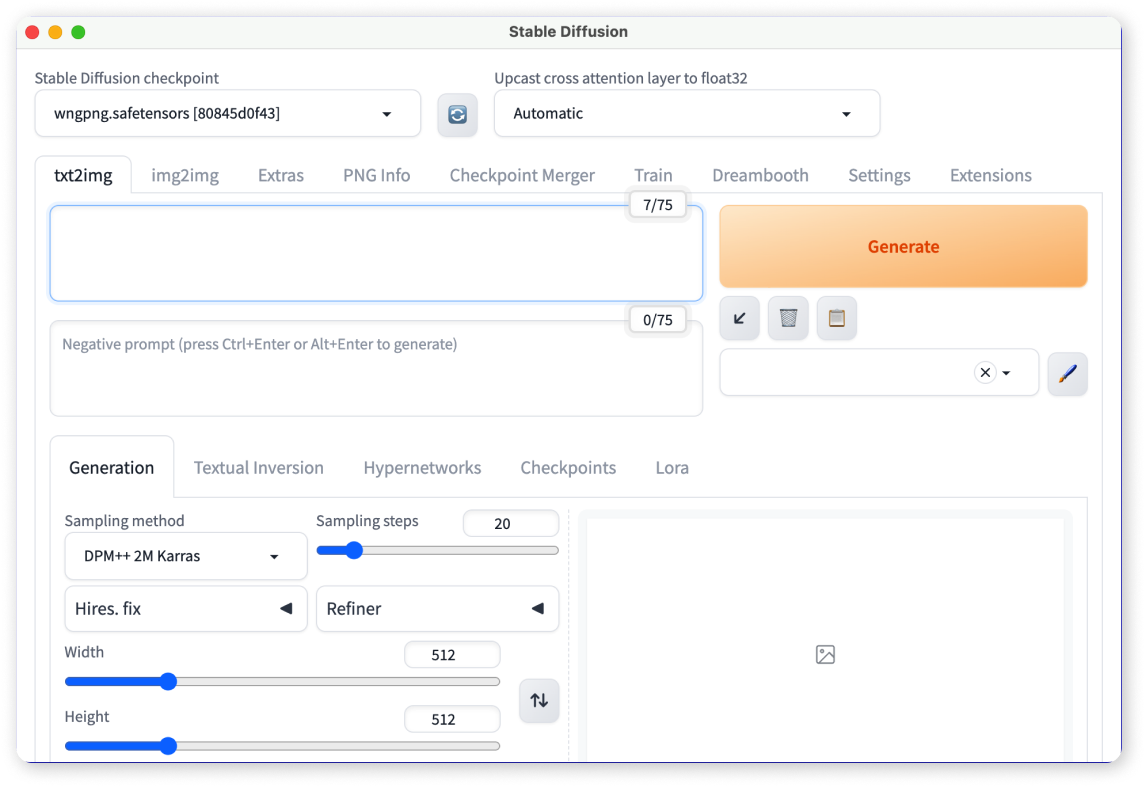 Stable Diffusion
Stable Diffusion checkpoint
Upcast cross attention layer to float32
wngpng.safetensors [80845d0f43]
Automatic
txt2img img2img Extras PNG Info Checkpoint Merger Train Dreambooth Settings Extensions
7/75
Generate
0/75
Negative prompt (press Ctrl+Enter or Alt+Enter to generate)
Generation Textual Inversion Hypernetworks Checkpoints Lora
Sampling method
Sampling steps
20
DPM++ 2M Karras
Hires. fix
Refiner
Width
512
Height
512